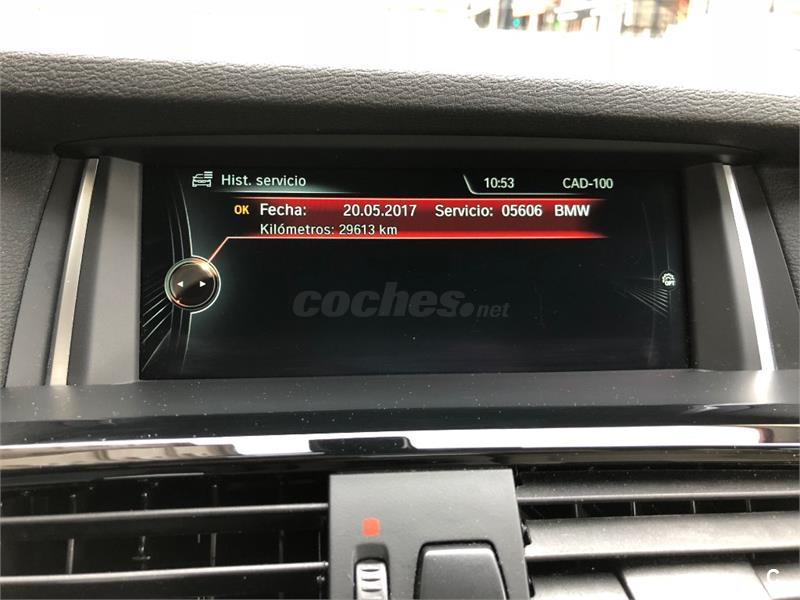 Hist. servicio 10:53 CAD-100
OK Fecha: 20.05.2017 Servicio: 05606 BMW
Kilómetros: 29613 km
OPT
coches.net